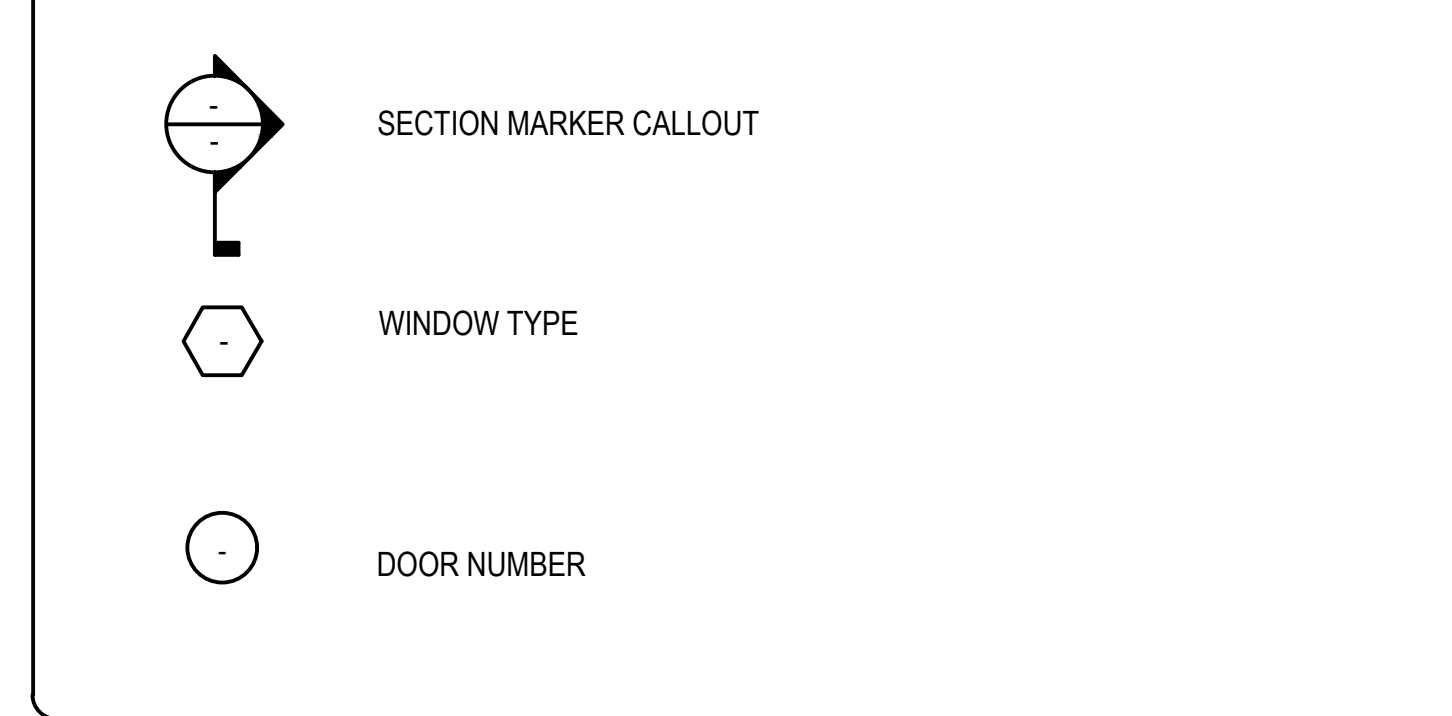 -
-
SECTION MARKER CALLOUT
-
WINDOW TYPE
-
DOOR NUMBER